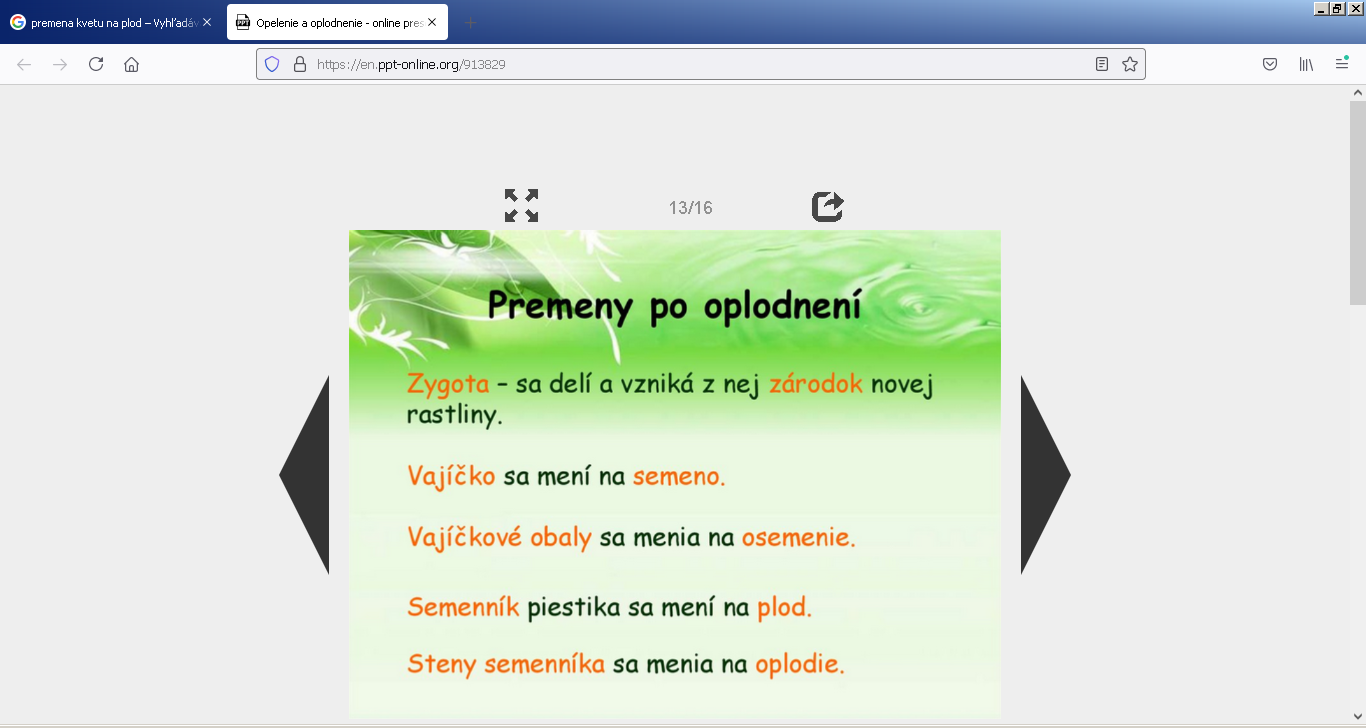 premena kvetu na plod – Vyhľadáv
Opelenie a oplodnenie - online pres
https://en.ppt-online.org/913829
13/16
Premeny po oplodnení
Zygota – sa delí a vzniká z nej zárodok novej
rastliny.
Vajíčko sa mení na semeno.
Vajíčkové obaly sa menia na osemenie.
Semenník piestika sa mení na plod.
Steny semenníka sa menia na oplodie.